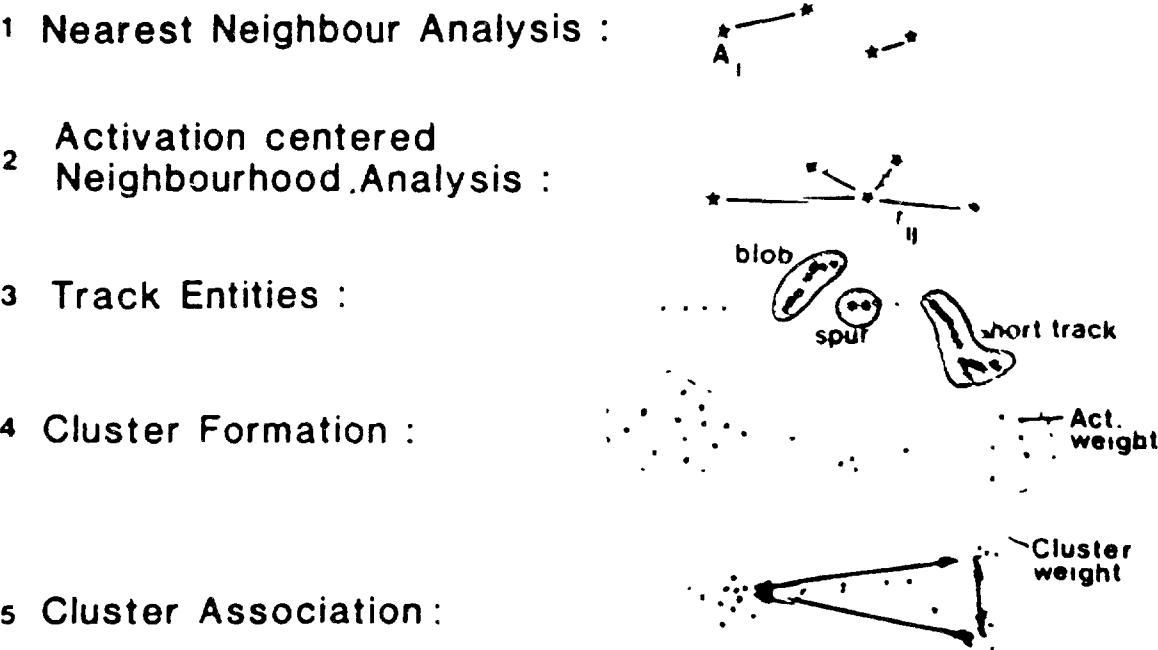 1 Nearest Neighbour Analysis :
A I
2 Activation centered
Neighbourhood . Analysis :
r ij
blob
3 Track Entities :
spur
short track
4 Cluster Formation :
Act.
weight
Cluster
weight
5 Cluster Association :